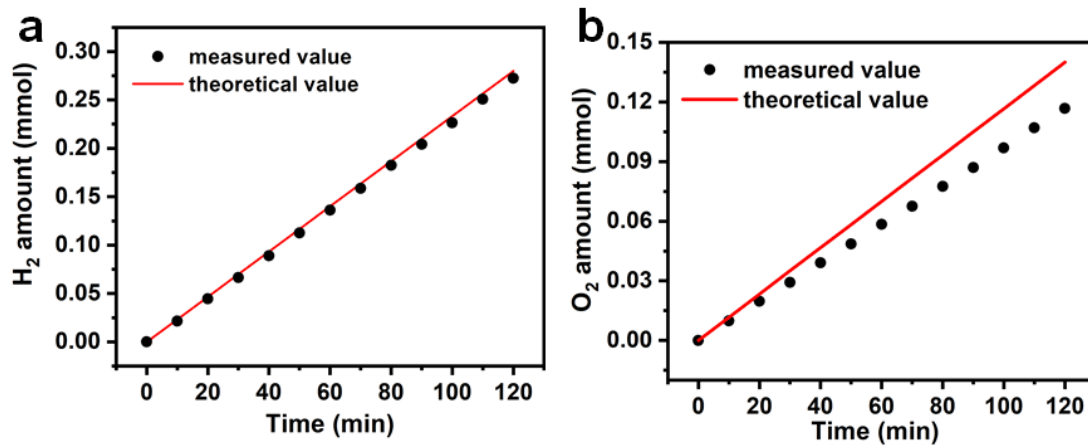 a
measured value
theoretical value
0.30
0.25
0.20
0.15
0.10
0.05
0.00
H₂ amount (mmol)
0 20 40 60 80 100 120
Time (min)
b
measured value
theoretical value
0.15
0.12
0.09
0.06
0.03
0.00
O₂ amount (mmol)
0 20 40 60 80 100 120
Time (min)